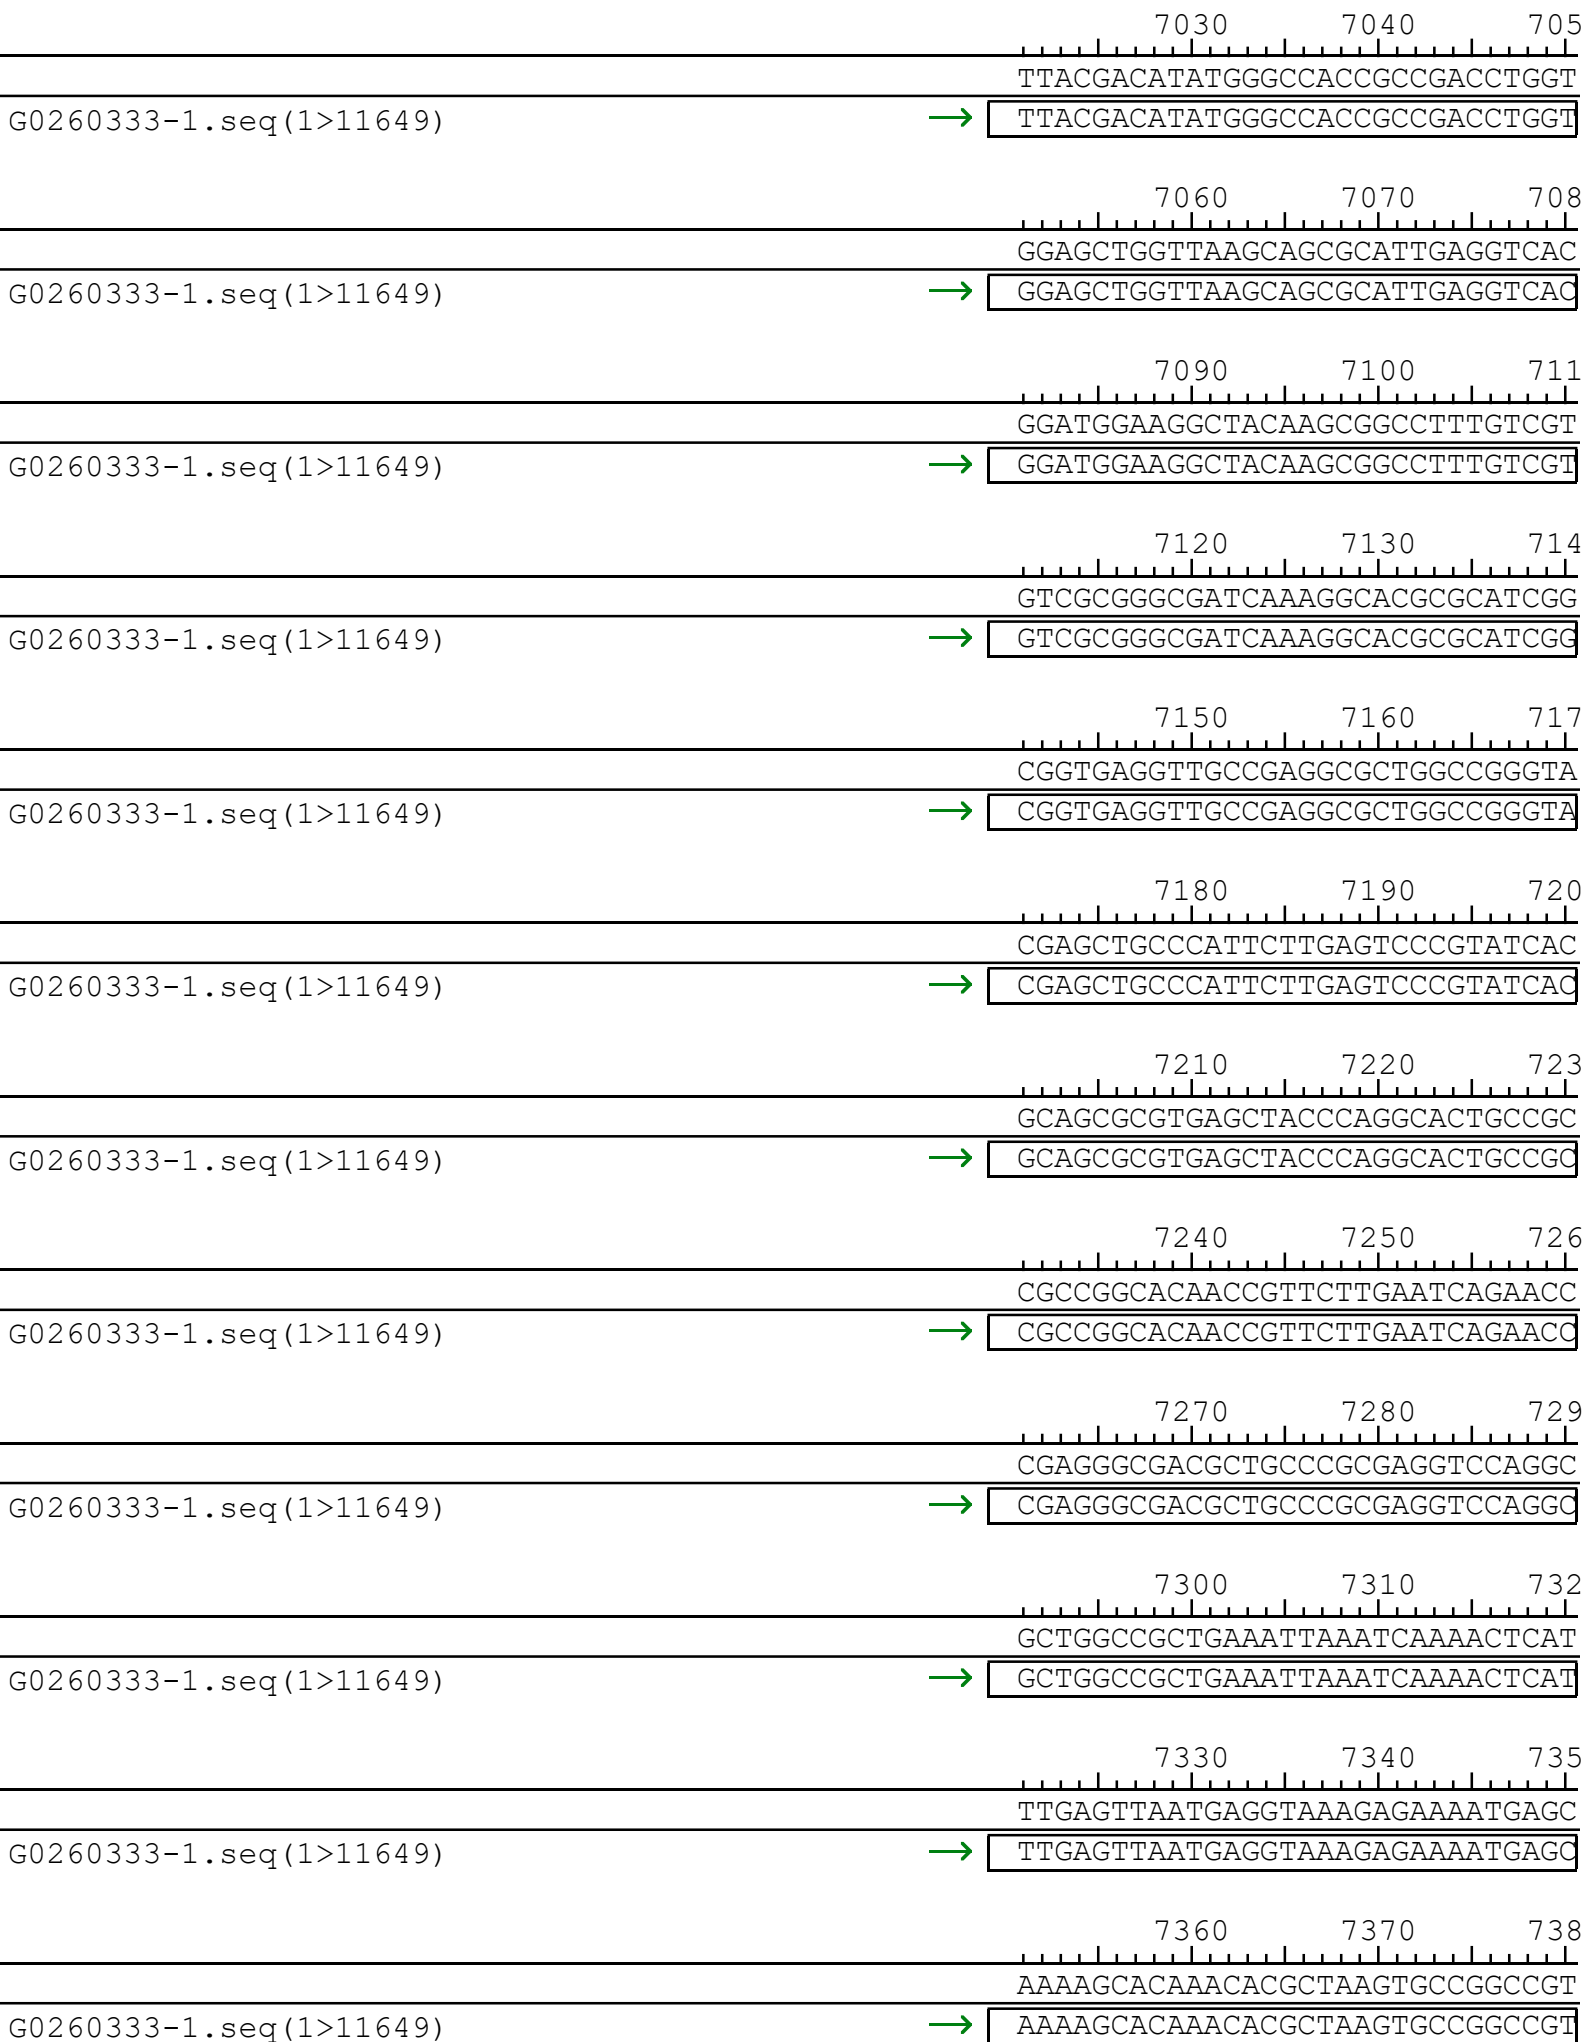 7030 7040 705
TTACGACATATGGGCCACCGCCGACCTGGT
G0260333-1.seq(1>11649) → TTACGACATATGGGCCACCGCCGACCTGGT
7060 7070 708
GGAGCTGGTTAAGCAGCGCATTGAGGTCAC
G0260333-1.seq(1>11649) → GGAGCTGGTTAAGCAGCGCATTGAGGTCAC
7090 7100 711
GGATGGAAGGCTACAAGCGGCCTTTGTCGT
G0260333-1.seq(1>11649) → GGATGGAAGGCTACAAGCGGCCTTTGTCGT
7120 7130 714
GTCGCGGGCGATCAAAGGCACGCGCATCGG
G0260333-1.seq(1>11649) → GTCGCGGGCGATCAAAGGCACGCGCATCGG
7150 7160 717
CGGTGAGGTTGCCGAGGCGCTGGCCGGGTA
G0260333-1.seq(1>11649) → CGGTGAGGTTGCCGAGGCGCTGGCCGGGTA
7180 7190 720
CGAGCTGCCCATTCTTGAGTCCCGTATCAC
G0260333-1.seq(1>11649) → CGAGCTGCCCATTCTTGAGTCCCGTATCAC
7210 7220 723
GCAGCGCGTGAGCTACCCAGGCACTGCCGC
G0260333-1.seq(1>11649) → GCAGCGCGTGAGCTACCCAGGCACTGCCGC
7240 7250 726
CGCCGGCACAACCGTTCTTGAATCAGAACC
G0260333-1.seq(1>11649) → CGCCGGCACAACCGTTCTTGAATCAGAACC
7270 7280 729
CGAGGGCGACGCTGCCCGCGAGGTCCAGGC
G0260333-1.seq(1>11649) → CGAGGGCGACGCTGCCCGCGAGGTCCAGGC
7300 7310 732
GCTGGCCGCTGAAATTAAATCAAAACTCAT
G0260333-1.seq(1>11649) → GCTGGCCGCTGAAATTAAATCAAAACTCAT
7330 7340 735
TTGAGTTAATGAGGTAAAGAGAAAATGAGC
G0260333-1.seq(1>11649) → TTGAGTTAATGAGGTAAAGAGAAAATGAGC
7360 7370 738
AAAAGCACAAACACGCTAAGTGCCGGCCGT
G0260333-1.seq(1>11649) → AAAAGCACAAACACGCTAAGTGCCGGCCGT